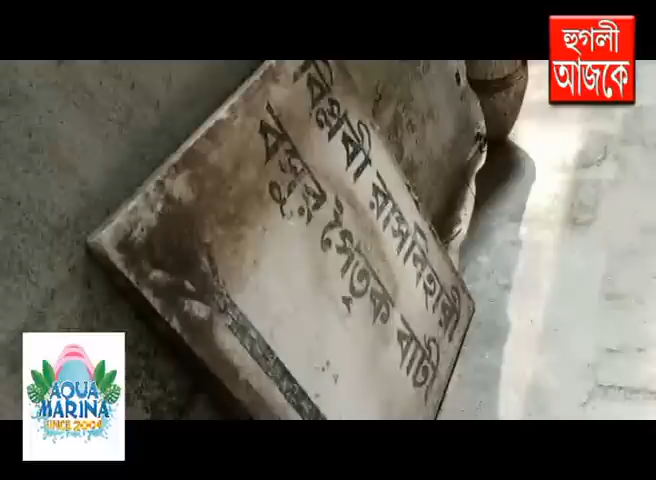 হুগলী
আজকে
বিপ্লবী রাসবিহারী
বসুর পৈতৃক বাটী
AQUA
MARINA
SINCE 2004